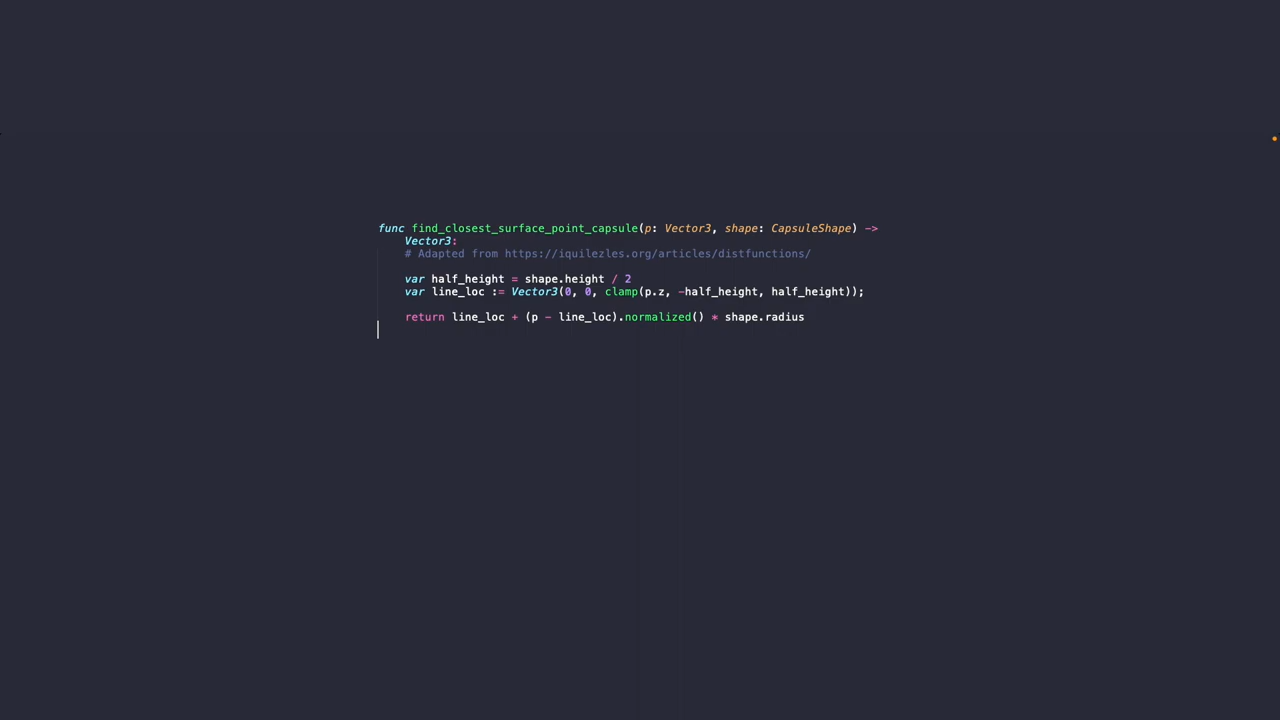 func find_closest_surface_point_capsule(p: Vector3, shape: CapsuleShape) ->
Vector3:
# Adapted from https://iquilezles.org/articles/distfunctions/
var half_height = shape.height / 2
var line_loc := Vector3(0, 0, clamp(p.z, -half_height, half_height));
return line_loc + (p - line_loc).normalized() * shape.radius